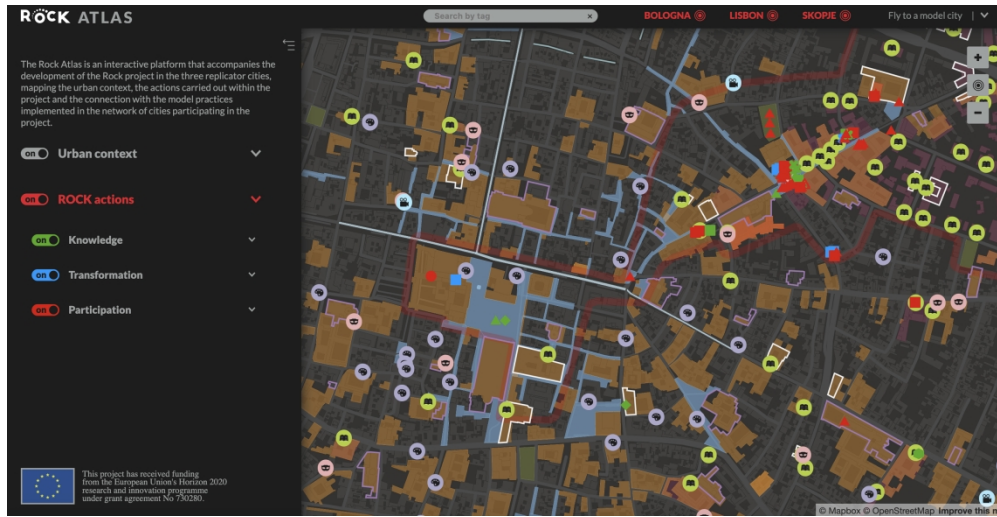 ROCK ATLAS
Search by tag
×
BOLOGNA
LISBON
SKOPJE
Fly to a model city
The Rock Atlas is an interactive platform that accompanies the
development of the Rock project in the three replicator cities,
mapping the urban context, the actions carried out within the
project and the connection with the model practices
implemented in the network of cities participating in the
project.
on Urban context
on ROCK actions
on Knowledge
on Transformation
on Participation
This project has received funding
from the European Union's Horizon 2020
research and innovation programme
under grant agreement No 730280.
+
−
© Mapbox © OpenStreetMap Improve this